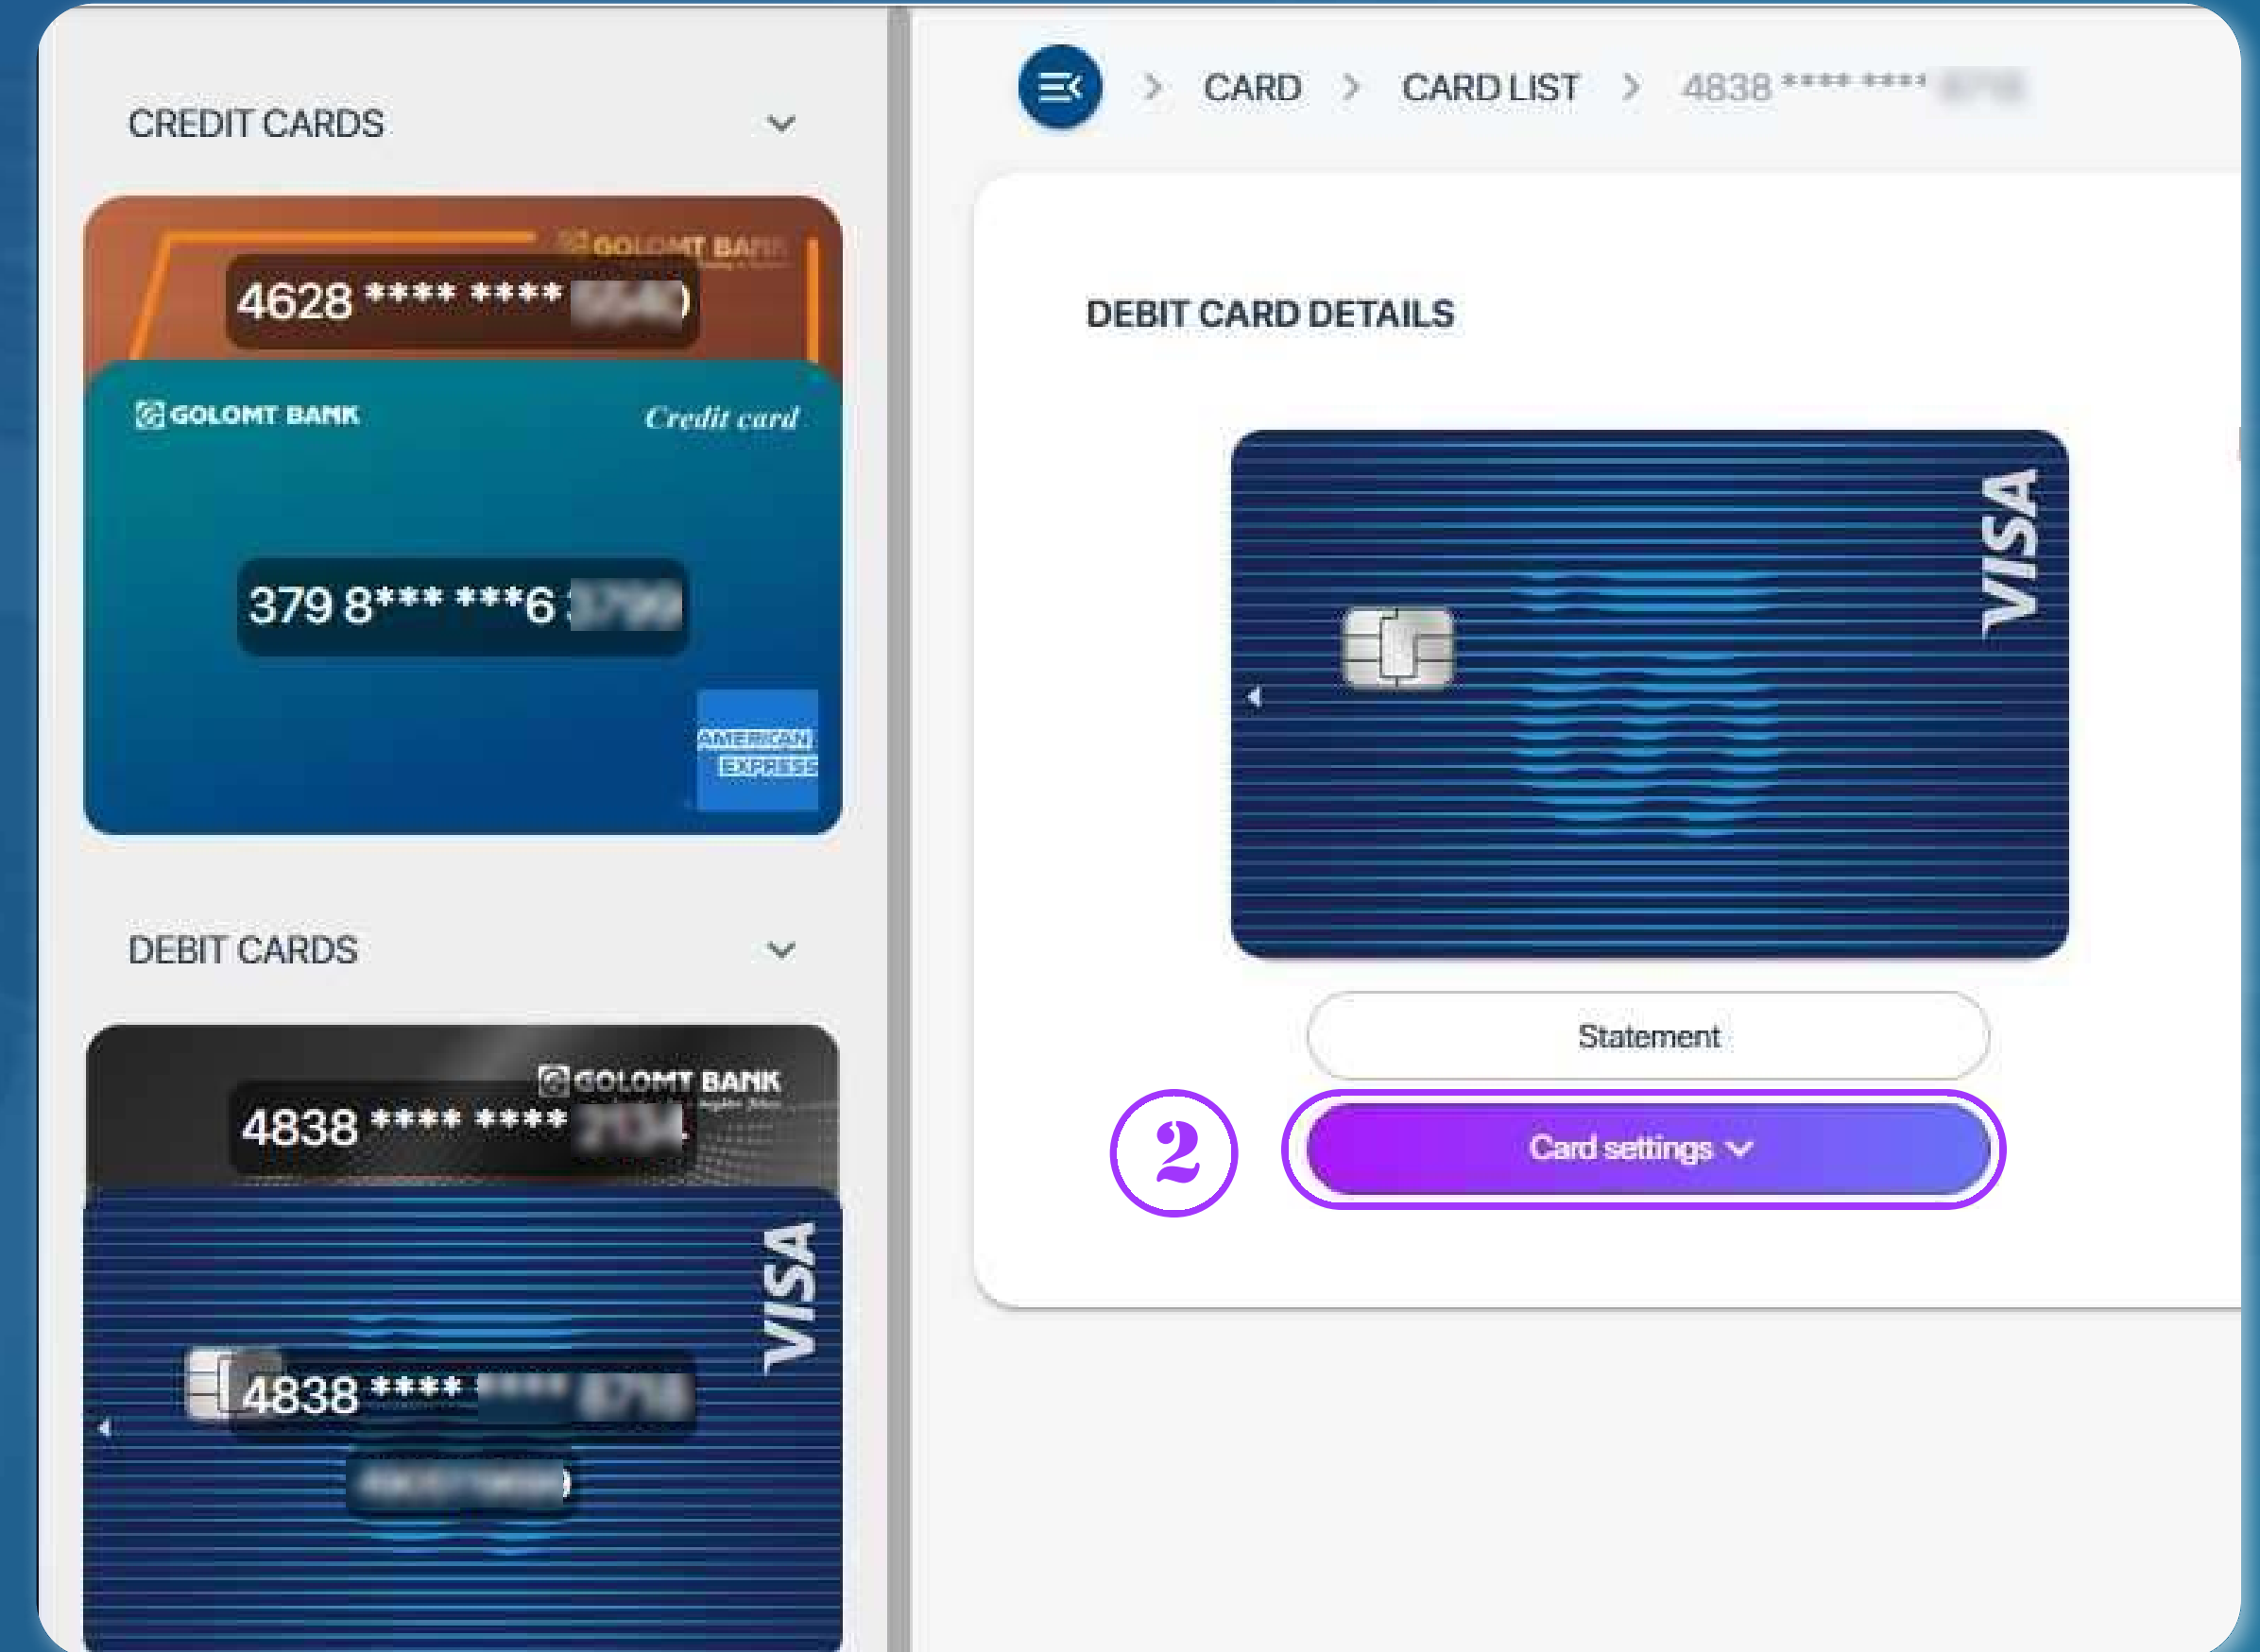 CREDIT CARDS
GOLOMT BANK
4628 **** ****
GOLOMT BANK
Credit card
379 8*** ***6
AMERICAN
EXPRESS
DEBIT CARDS
GOLOMT BANK
4838 **** ****
VISA
4838 ****
CARD
CARD LIST
4838 **** ****
DEBIT CARD DETAILS
VISA
Statement
2
Card settings